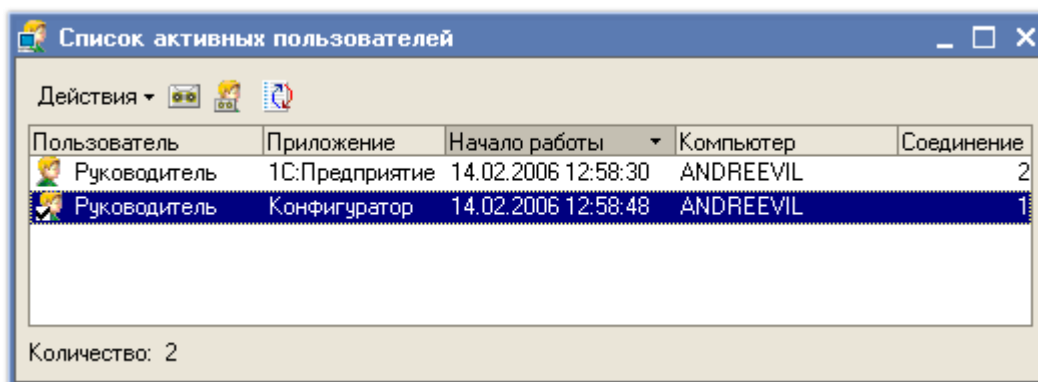 Список активных пользователей
Действия
Пользователь Приложение Начало работы Компьютер Соединение
Руководитель 1С:Предприятие 14.02.2006 12:58:30 ANDREEVIL 2
Руководитель Конфигуратор 14.02.2006 12:58:48 ANDREEVIL 1
Количество: 2